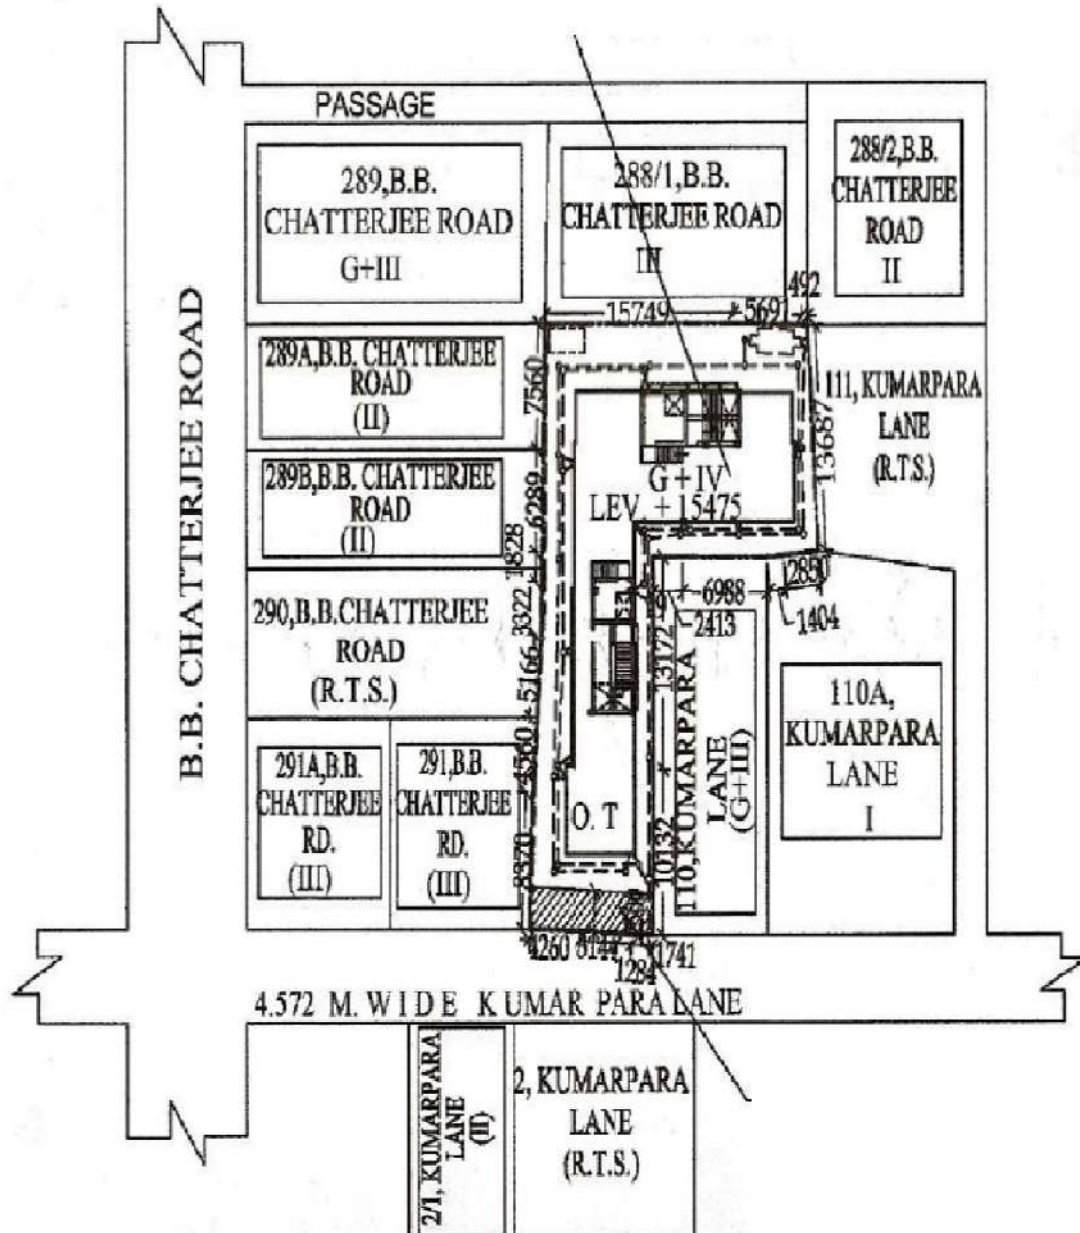 PASSAGE
289,B.B.
CHATTERJEE ROAD
G+III
288/1,B.B.
CHATTERJEE ROAD
III
288/2,B.B.
CHATTERJEE
ROAD
II
492
15749
5691
B.B. CHATTERJEE ROAD
289A,B.B. CHATTERJEE
ROAD
(II)
7560
111, KUMARPARA
LANE
(R.T.S.)
13687
289B,B.B. CHATTERJEE
ROAD
(II)
6289
G + IV
LEV. + 15475
1828
290,B.B.CHATTERJEE
ROAD
(R.T.S.)
3322
5166
2850
6988
1404
2413
13172
110A,
KUMARPARA
LANE
I
110,KUMARPARA
LANE
(G+III)
291A,B.B.
CHATTERJEE
RD.
(III)
291,B.B.
CHATTERJEE
RD.
(III)
4560
8370
O. T
10132
4260
1284
1741
4.572 M. WIDE KUMAR PARA LANE
2/1, KUMARPARA
LANE
(II)
2, KUMARPARA
LANE
(R.T.S.)